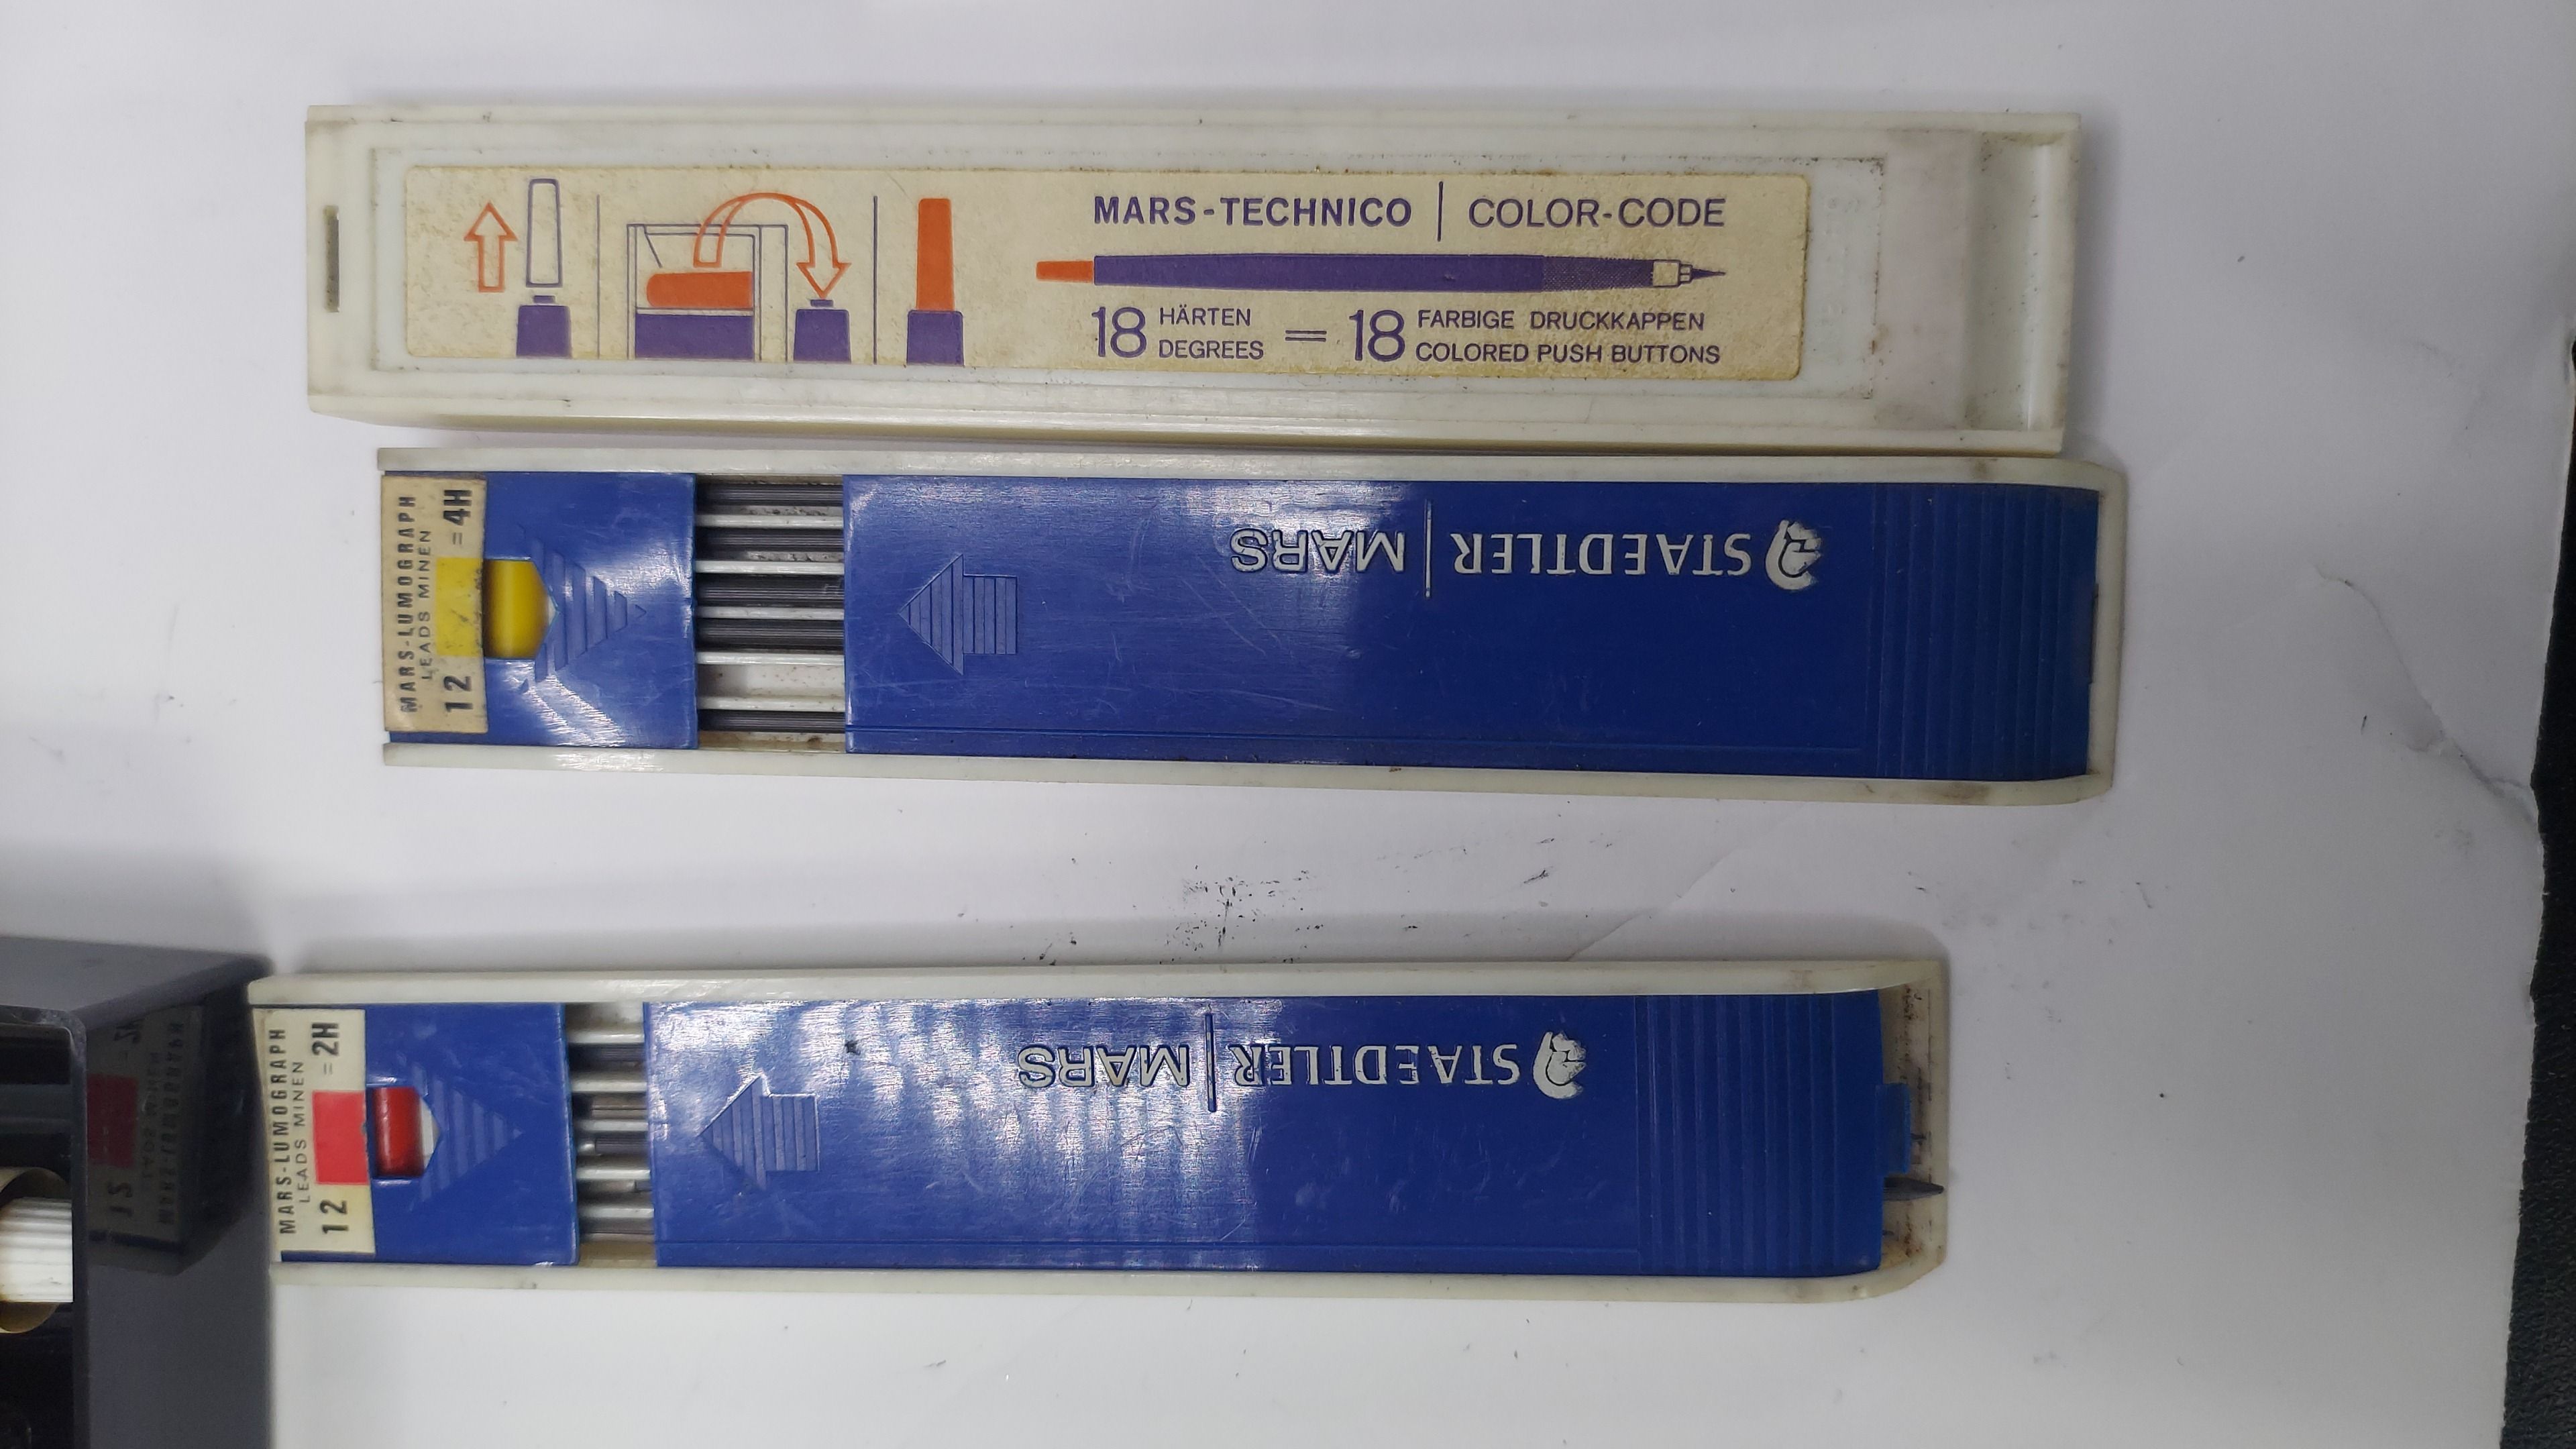 MARS-TECHNICO | COLOR-CODE
18 HÄRTEN DEGREES = 18 FARBIGE DRUCKKAPPEN COLORED PUSH BUTTONS
MARS-LUMOGRAPH
LEADS MINEN
12 = 4H
STAEDTLER | MARS
MARS-LUMOGRAPH
LEADS MINEN
12 = 2H
STAEDTLER | MARS